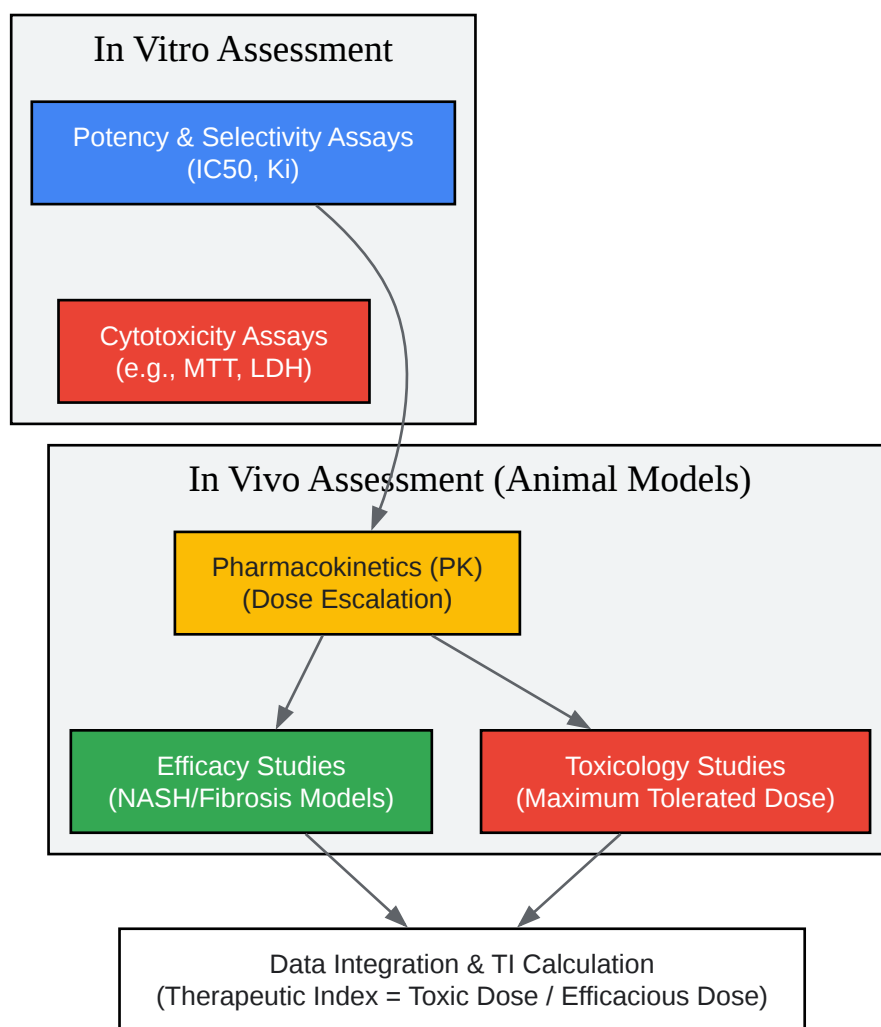 In Vitro Assessment
Potency & Selectivity Assays
(IC50, Ki)
Cytotoxicity Assays
(e.g., MTT, LDH)
In Vivo Assessment (Animal Models)
Pharmacokinetics (PK)
(Dose Escalation)
Efficacy Studies
(NASH/Fibrosis Models)
Toxicology Studies
(Maximum Tolerated Dose)
Data Integration & TI Calculation
(Therapeutic Index = Toxic Dose / Efficacious Dose)